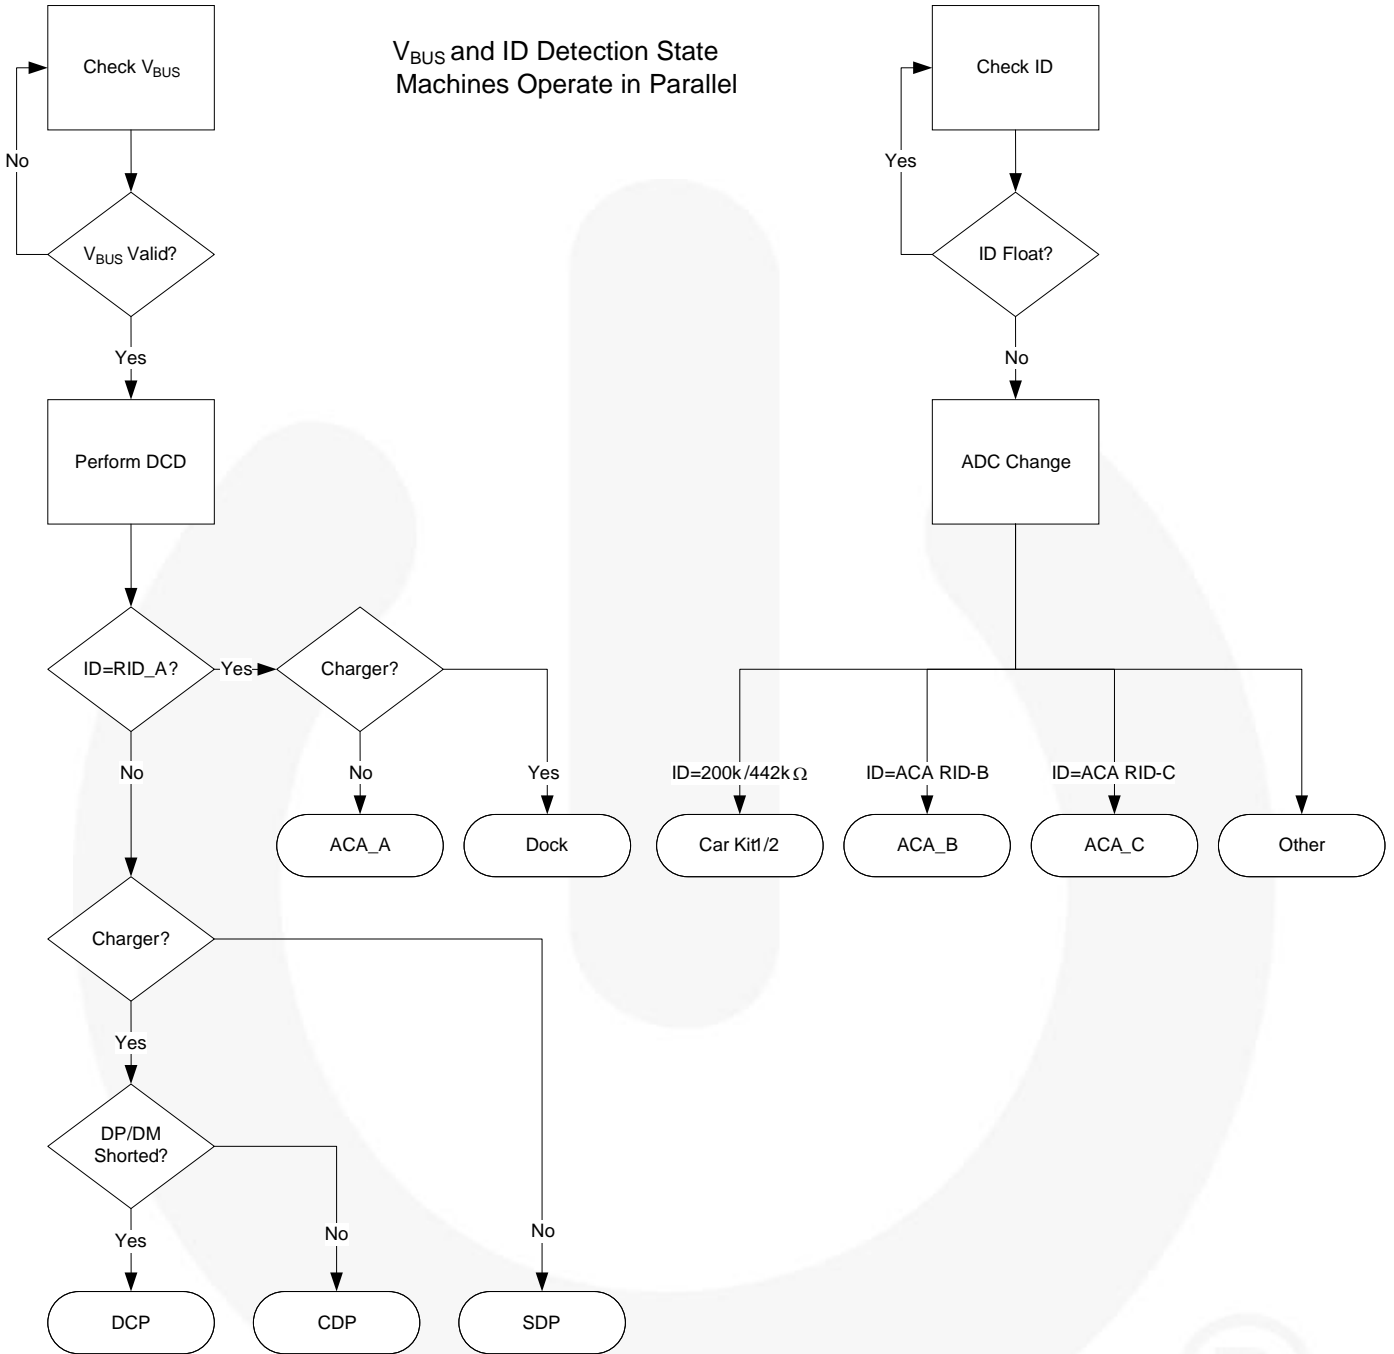 V_BUS and ID Detection State
Machines Operate in Parallel
Check V_BUS
No
V_BUS Valid?
Yes
Perform DCD
ID=RID_A?
Yes
Charger?
No
No
Yes
ACA_A
Dock
Charger?
Yes
DP/DM
Shorted?
Yes
No
No
DCP
CDP
SDP
Check ID
Yes
ID Float?
No
ADC Change
ID=200k/442kΩ
ID=ACA RID-B
ID=ACA RID-C
Car Kit1/2
ACA_B
ACA_C
Other